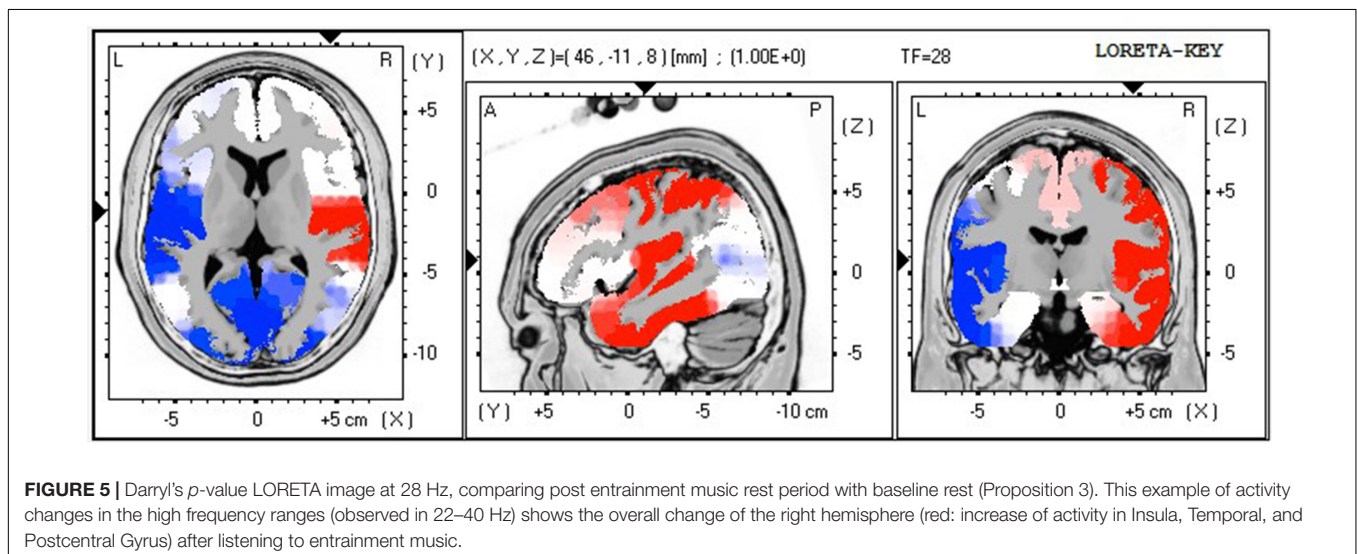 L R (Y) (X,Y,Z)=(46,-11,8)[mm] ; (1.00E+0) TF=28 LORETA-KEY
A P (Z) L R (Z)
+5 +5 +5
0 0 0
-5 -5 -5
-10
-5 0 +5 cm (X) (Y) +5 0 -5 -10 cm -5 0 +5 cm (X)
FIGURE 5 | Darryl's p-value LORETA image at 28 Hz, comparing post entrainment music rest period with baseline rest (Proposition 3). This example of activity
changes in the high frequency ranges (observed in 22–40 Hz) shows the overall change of the right hemisphere (red: increase of activity in Insula, Temporal, and
Postcentral Gyrus) after listening to entrainment music.